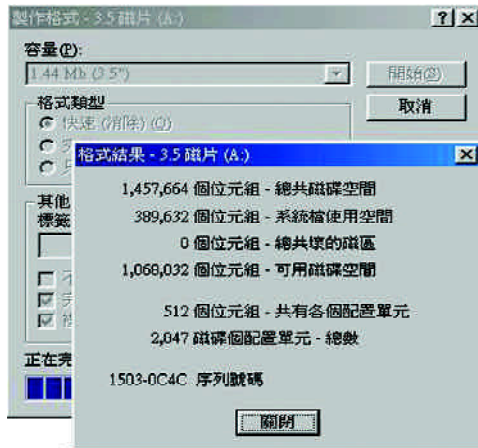 製作格式 - 3.5 磁片 (A:)
容量(P):
1.44 Mb (3.5")
開始(S)
取消
格式類型
快速 (消除) (Q)
格式結果 - 3.5 磁片 (A:)
1,457,664 個位元組 - 總共磁碟空間
389,632 個位元組 - 系統檔使用空間
0 個位元組 - 總共壞的磁區
1,068,032 個位元組 - 可用磁碟空間
512 個位元組 - 共有各個配置單元
2,047 磁碟個配置單元 - 總數
1503-0C4C 序列號碼
關閉
其他
標籤
正在完